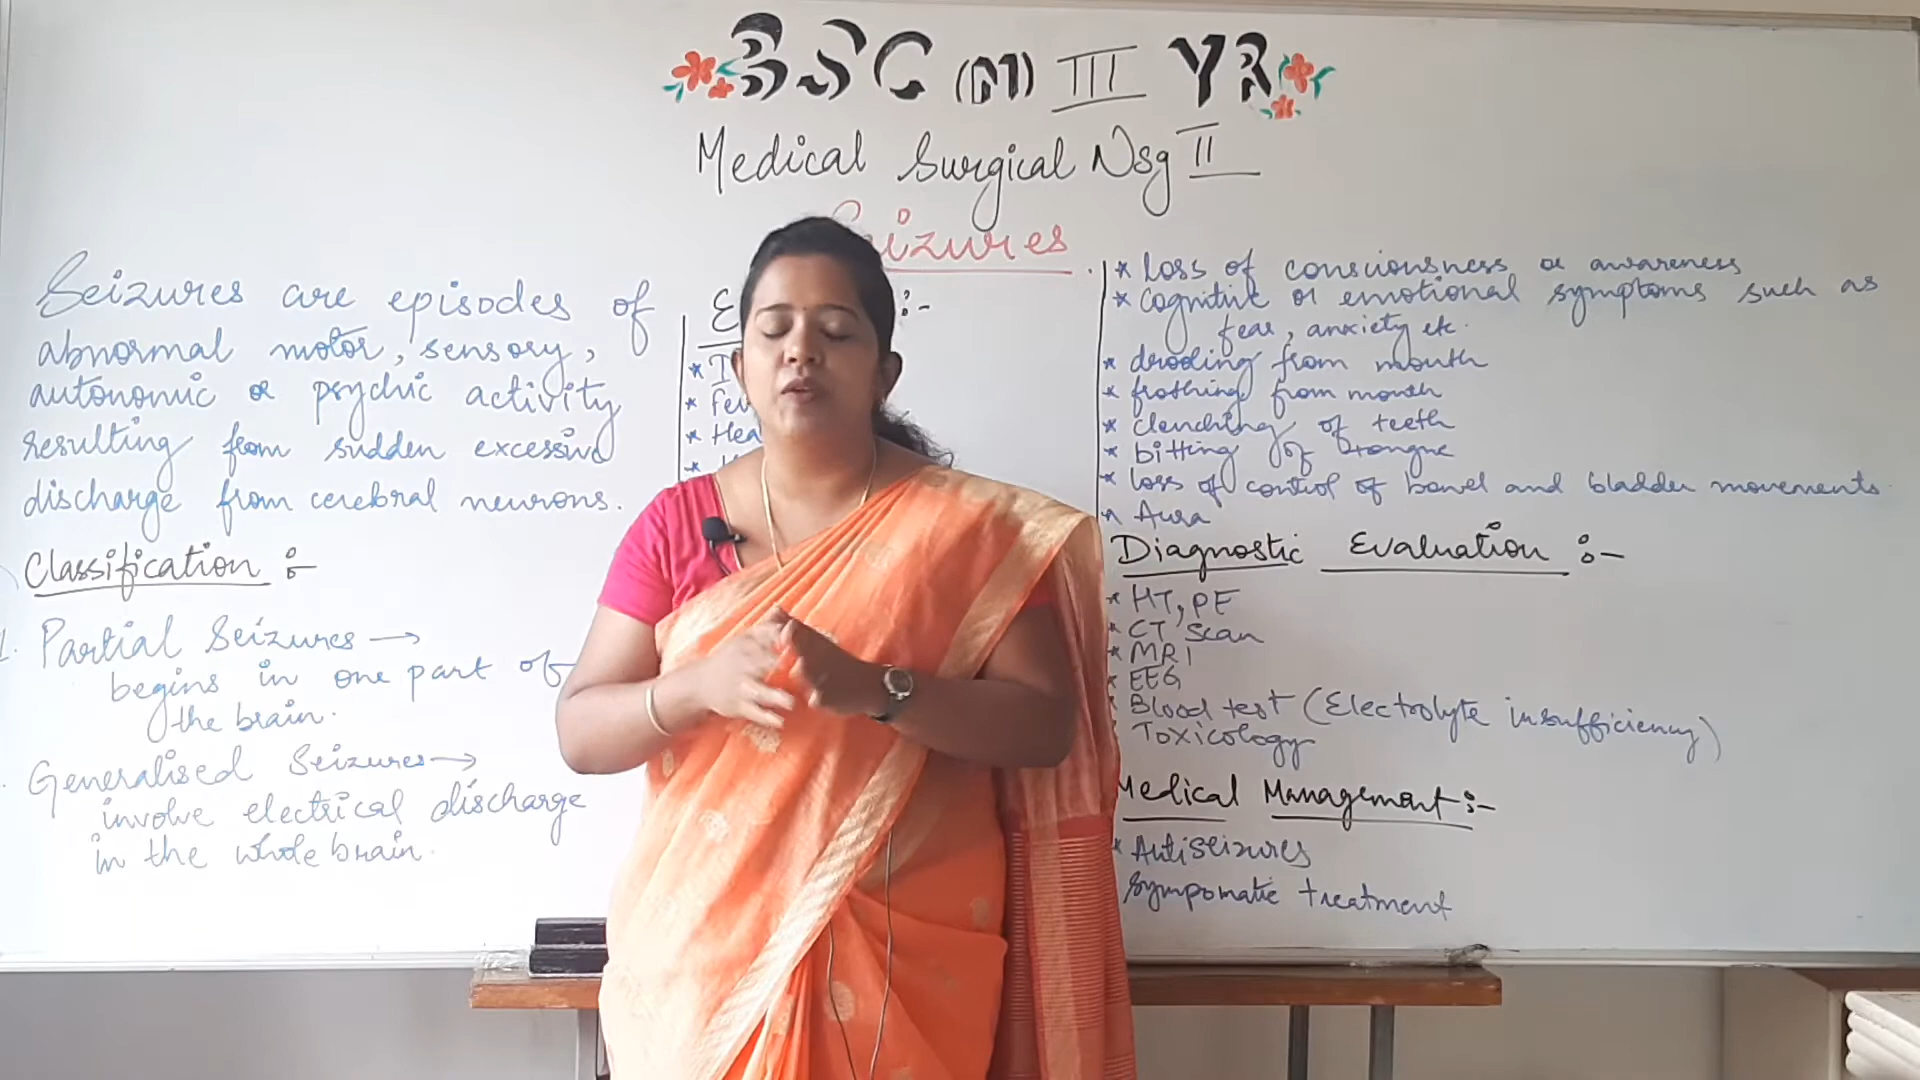 BSC (N) III YR
Medical Surgical Nsg II
Seizures are episodes of
abnormal motor, sensory,
autonomic or psychic activity
resulting from sudden excessive
discharge from cerebral neurons.
Classification :-
1. Partial Seizures →
begins in one part of
the brain.
Generalised Seizures →
involve electrical discharge
in the whole brain.
* loss of consciousness or awareness
* cognitive or emotional symptoms such as
fear, anxiety etc.
* drooling from mouth
* frothing from mouth
* clenching of teeth
* bitting of tongue
* loss of control of bowel and bladder movements
* Aura
Diagnostic Evaluation :-
* HT, PE
* CT scan
* MRI
* EEG
* Blood test (Electrolyte insufficiency)
* Toxicology
Medical Management :-
* Antiseizures
Sympomatic treatment